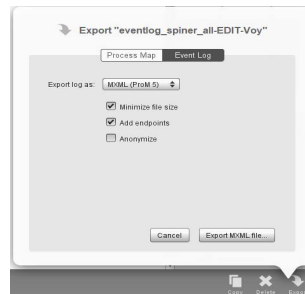 Export "eventlog_spiner_all-EDIT-Voy"
Process Map Event Log
Export log as: MXML (ProM 5)
Minimize file size
Add endpoints
Anonymize
Cancel Export MXML file...
Copy Delete Export